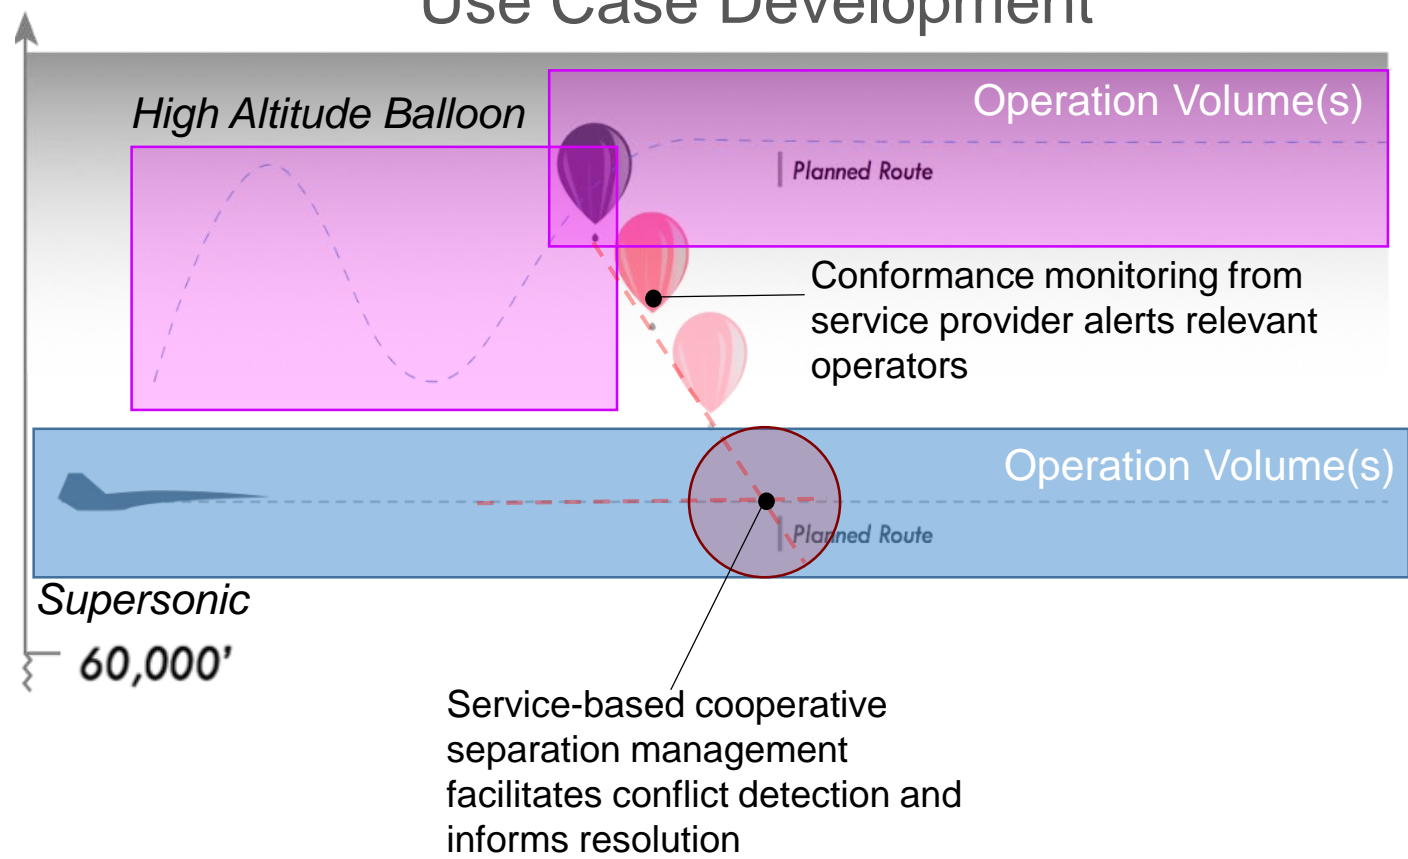 Use Case Development
High Altitude Balloon
Operation Volume(s)
Planned Route
Conformance monitoring from
service provider alerts relevant
operators
Operation Volume(s)
Planned Route
Supersonic
60,000'
Service-based cooperative
separation management
facilitates conflict detection and
informs resolution